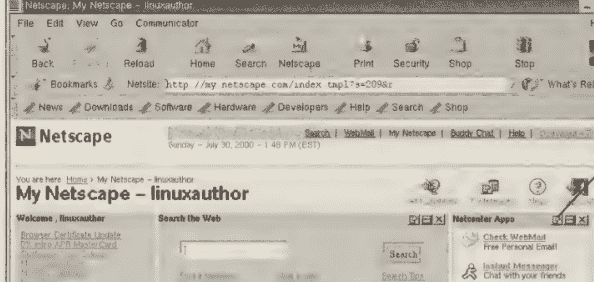 Netscape: My Netscape – linuxauthor
File Edit View Go Communicator
Back Reload Home Search Netscape Print Security Shop Stop
Bookmarks Netsite: http://my.netscape.com/index.tmpl?s=209&r What's Rel
News Downloads Software Hardware Developers Help Search Shop
N Netscape
Search | WebMail | My Netscape | Buddy Chat | Help |
Sunday – July 30, 2000 – 1:48 PM (EST)
You are here: Home > My Netscape – linuxauthor
My Netscape – linuxauthor
Welcome, linuxauthor
Browser Certificate Update
Search the Web
Search
Search Tips
Netcenter Apps
Check WebMail
Free Personal Email!
Instant Messenger
Chat with your friends